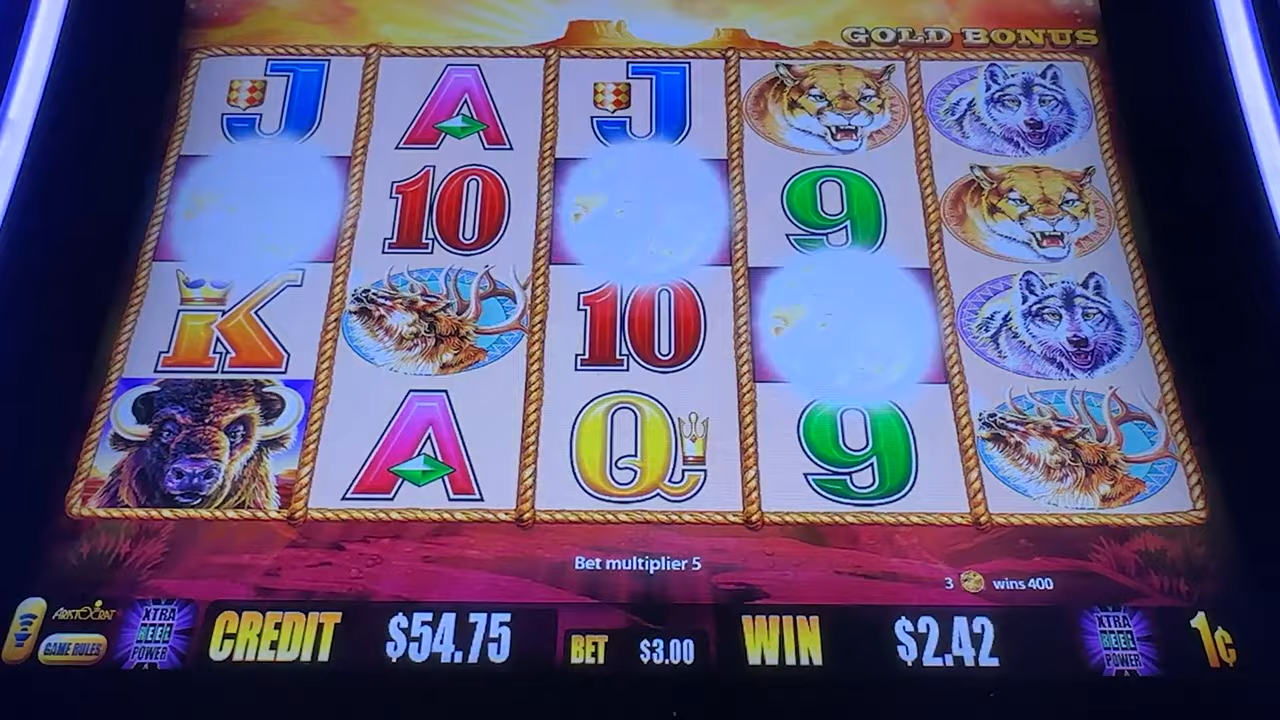 GOLD BONUS
J A J
10 9
K 10
A Q 9
Bet multiplier 5
3 wins 400
ARISTOCRAT
GAME RULES
XTRA
REEL
POWER
CREDIT $54.75
BET $3.00
WIN $2.42
XTRA
REEL
POWER
1¢